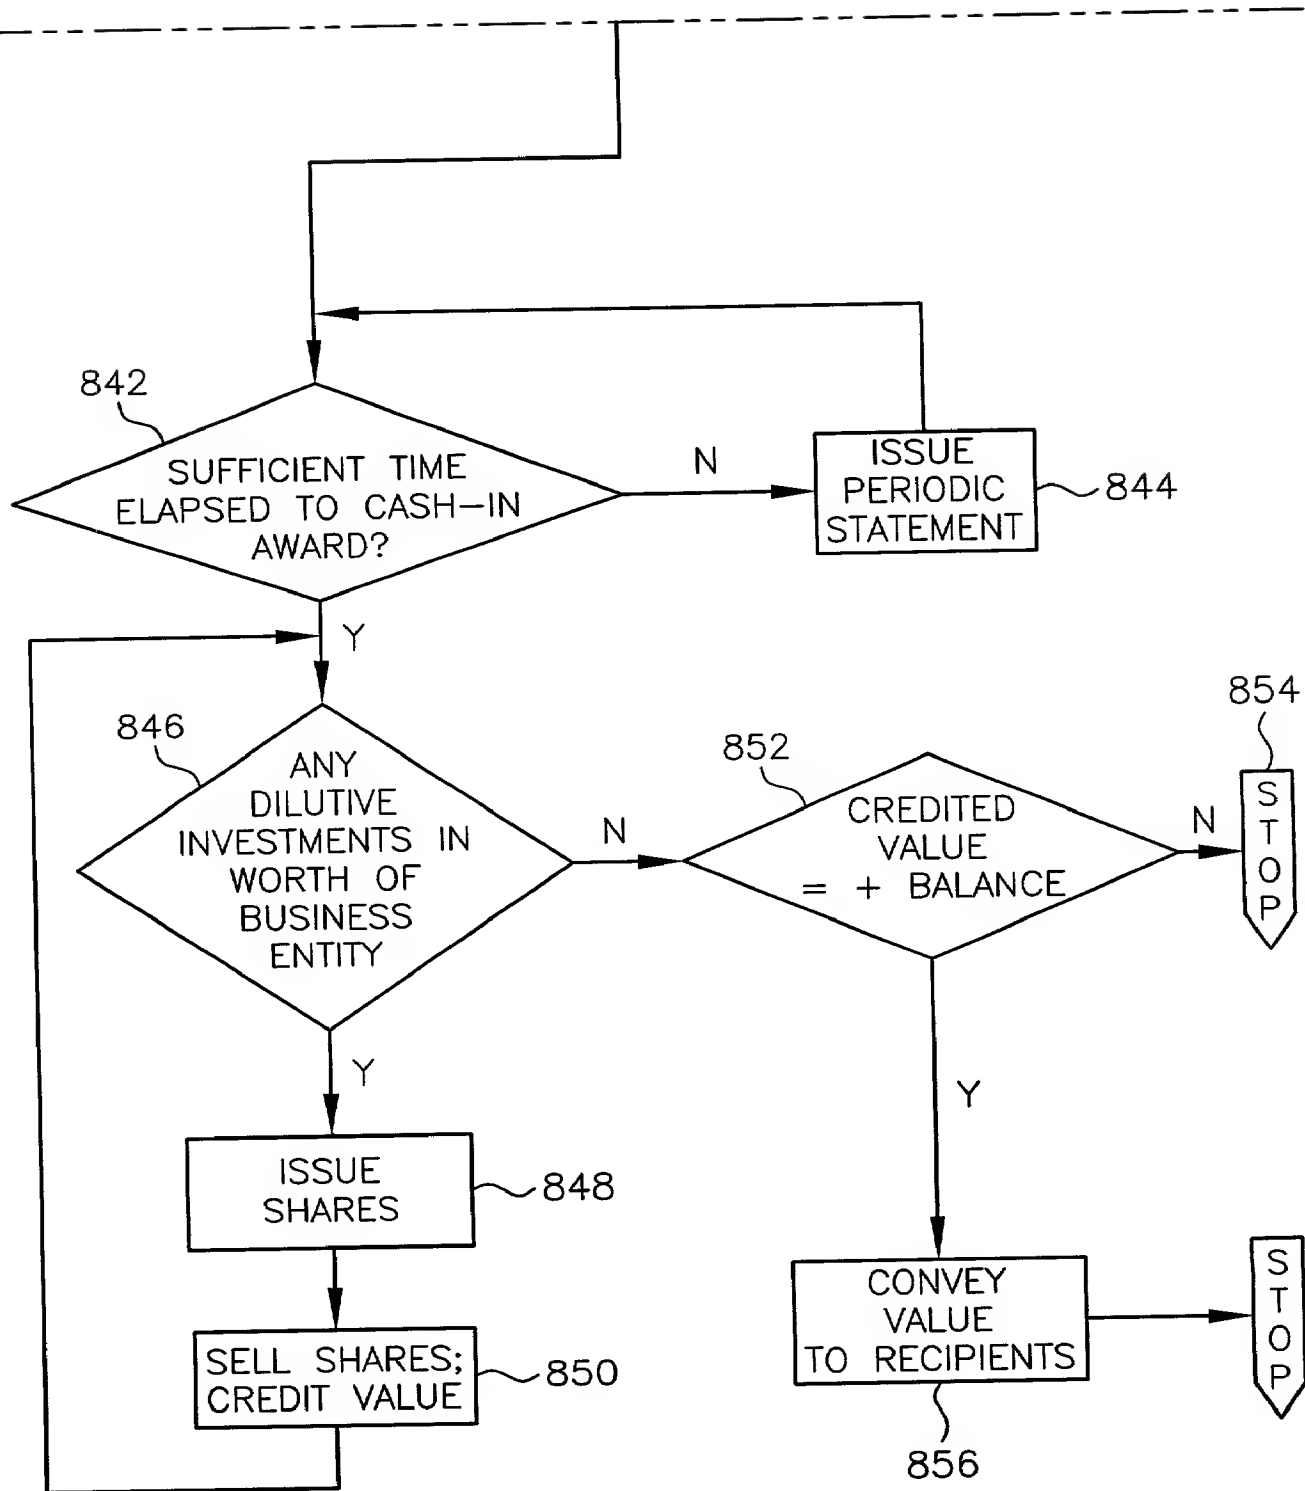 842
SUFFICIENT TIME
ELAPSED TO CASH-IN
AWARD?
N
ISSUE
PERIODIC
STATEMENT
844
Y
846
ANY
DILUTIVE
INVESTMENTS IN
WORTH OF
BUSINESS
ENTITY
N
852
CREDITED
VALUE
= + BALANCE
N
854
STOP
Y
ISSUE
SHARES
848
Y
CONVEY
VALUE
TO RECIPIENTS
856
STOP
SELL SHARES;
CREDIT VALUE
850